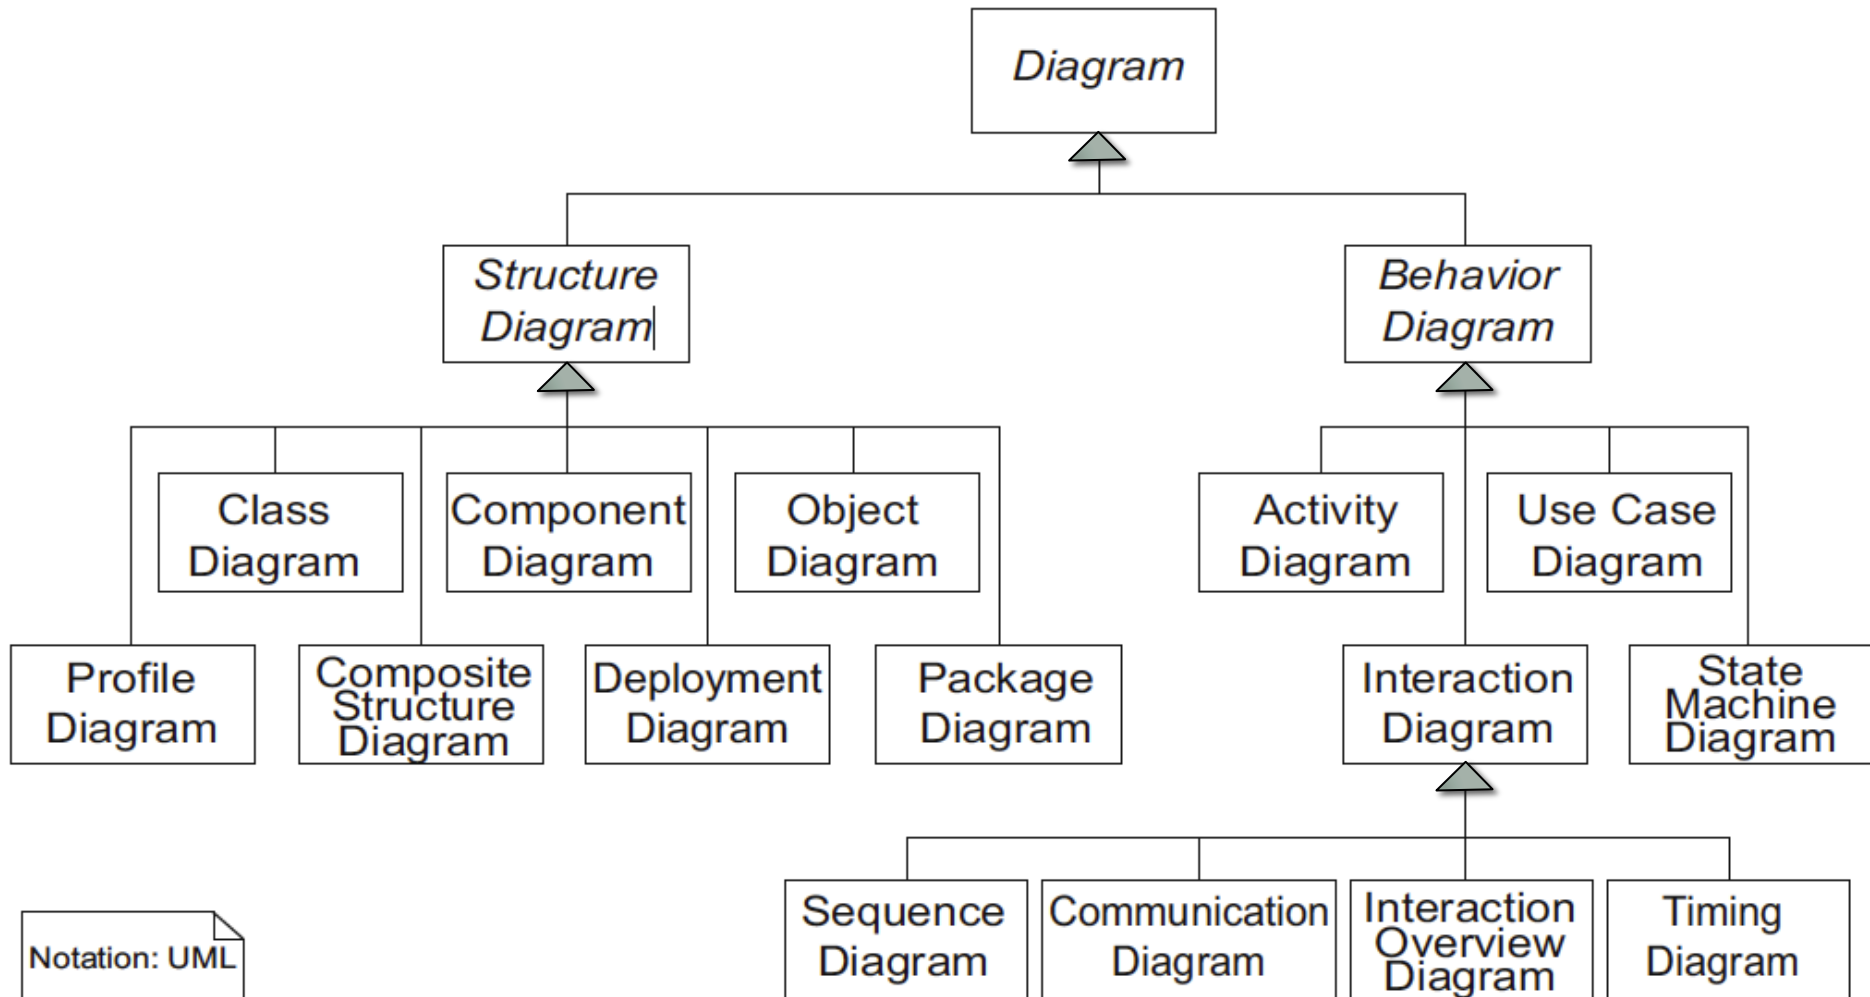 Diagram
Structure
Diagram
Behavior
Diagram
Class
Diagram
Component
Diagram
Object
Diagram
Activity
Diagram
Use Case
Diagram
Profile
Diagram
Composite
Structure
Diagram
Deployment
Diagram
Package
Diagram
Interaction
Diagram
State
Machine
Diagram
Sequence
Diagram
Communication
Diagram
Interaction
Overview
Diagram
Timing
Diagram
Notation: UML